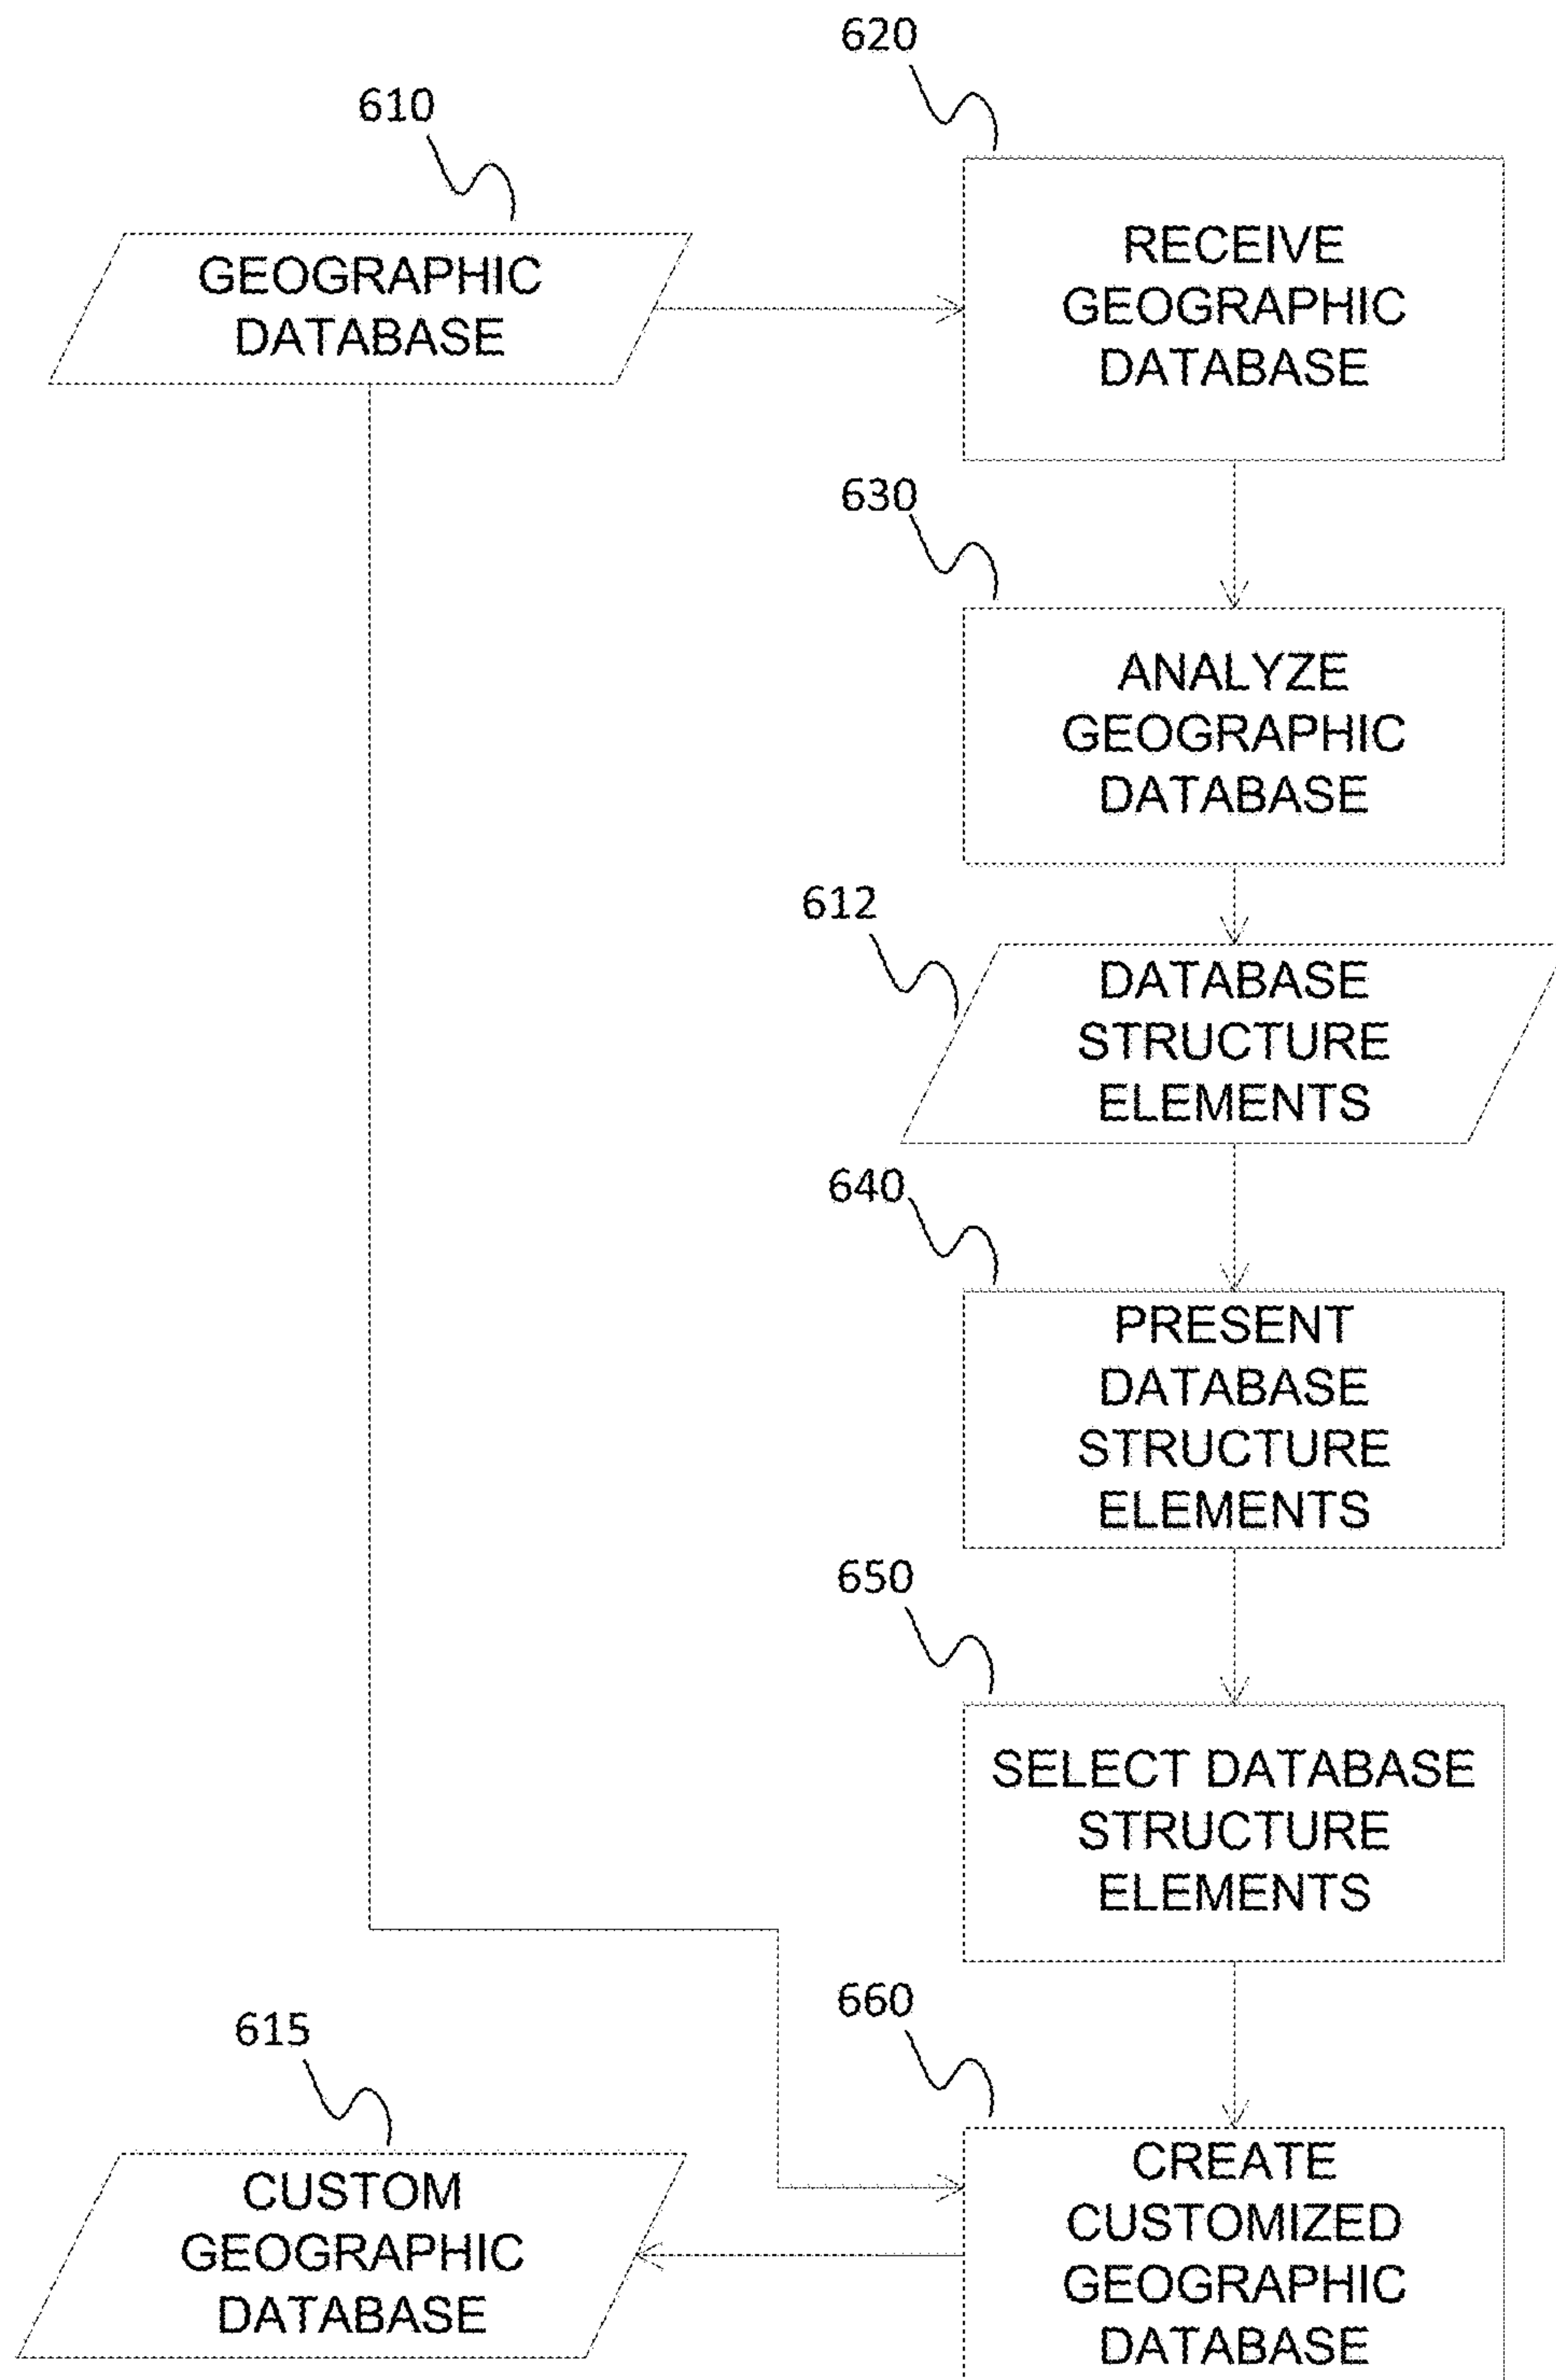 620
610
GEOGRAPHIC
DATABASE
RECEIVE
GEOGRAPHIC
DATABASE
630
ANALYZE
GEOGRAPHIC
DATABASE
612
DATABASE
STRUCTURE
ELEMENTS
640
PRESENT
DATABASE
STRUCTURE
ELEMENTS
650
SELECT DATABASE
STRUCTURE
ELEMENTS
660
615
CUSTOM
GEOGRAPHIC
DATABASE
CREATE
CUSTOMIZED
GEOGRAPHIC
DATABASE